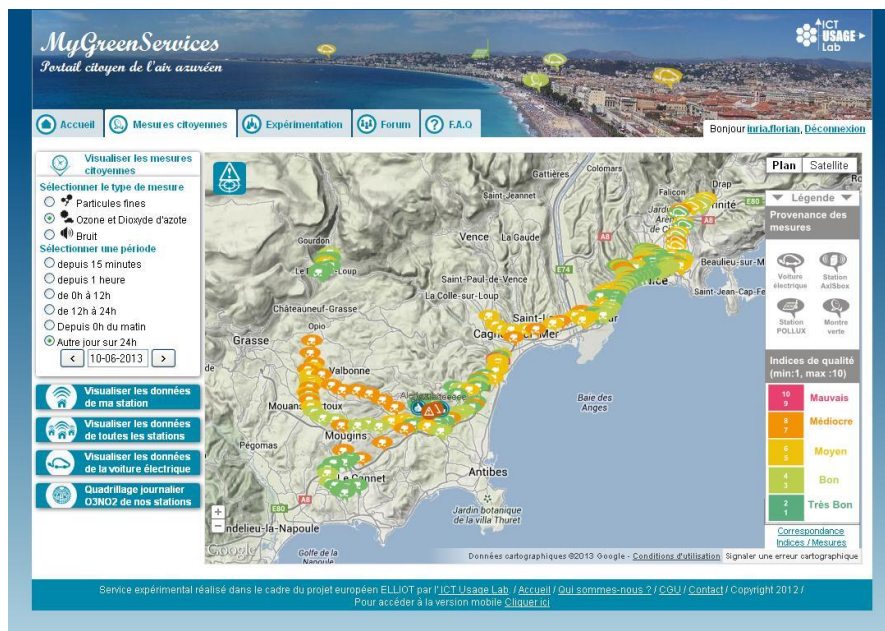 MyGreenServices
Portail citoyen de l'air azuréen
ICT
USAGE
Lab
Accueil
Mesures citoyennes
Expérimentation
Forum
F.A.Q
Bonjour inria.florian, Déconnexion
Visualiser les mesures
citoyennes
Sélectionner le type de mesure
Particules fines
Ozone et Dioxyde d'azote
Bruit
Sélectionner une période
depuis 15 minutes
depuis 1 heure
de 0h à 12h
de 12h à 24h
Depuis 0h du matin
Autre jour sur 24h
< 10-06-2013 >
Visualiser les données
de ma station
Visualiser les données
de toutes les stations
Visualiser les données
de la voiture électrique
Quadrillage journalier
O3NO2 de nos stations
Plan Satellite
Gattières
Colomars
Saint-Jeannet
Falicon
Drap
Vence
La Gaude
A8
E80
Gourdon
E74
Beaulieu-sur-M
Saint-Paul-de-Vence
La Colle-sur-Loup
Saint-Jean-Cap-Fe
Châteauneuf-Grasse
Opio
Grasse
Valbonne
Baie des
Anges
Mougins
Pégomas
Antibes
A8
E80
Jardin botanique
de la villa Thuret
ndelieu-la-Napoule
Golfe de la
Napoule
+
−
Google
Légende
Provenance des
mesures
Voiture
électrique
Station
AxISbox
Station
POLLUX
Montre
verte
Indices de qualité
(min:1, max :10)
10
9
Mauvais
8
7
Médiocre
6
5
Moyen
4
3
Bon
2
1
Très Bon
Correspondance
Indices / Mesures
Données cartographiques ©2013 Google - Conditions d'utilisation Signaler une erreur cartographique
Service expérimental réalisé dans le cadre du projet européen ELLIOT par l'ICT Usage Lab. / Accueil / Qui sommes-nous ? / CGU / Contact / Copyright 2012 /
Pour accéder à la version mobile Cliquer ici